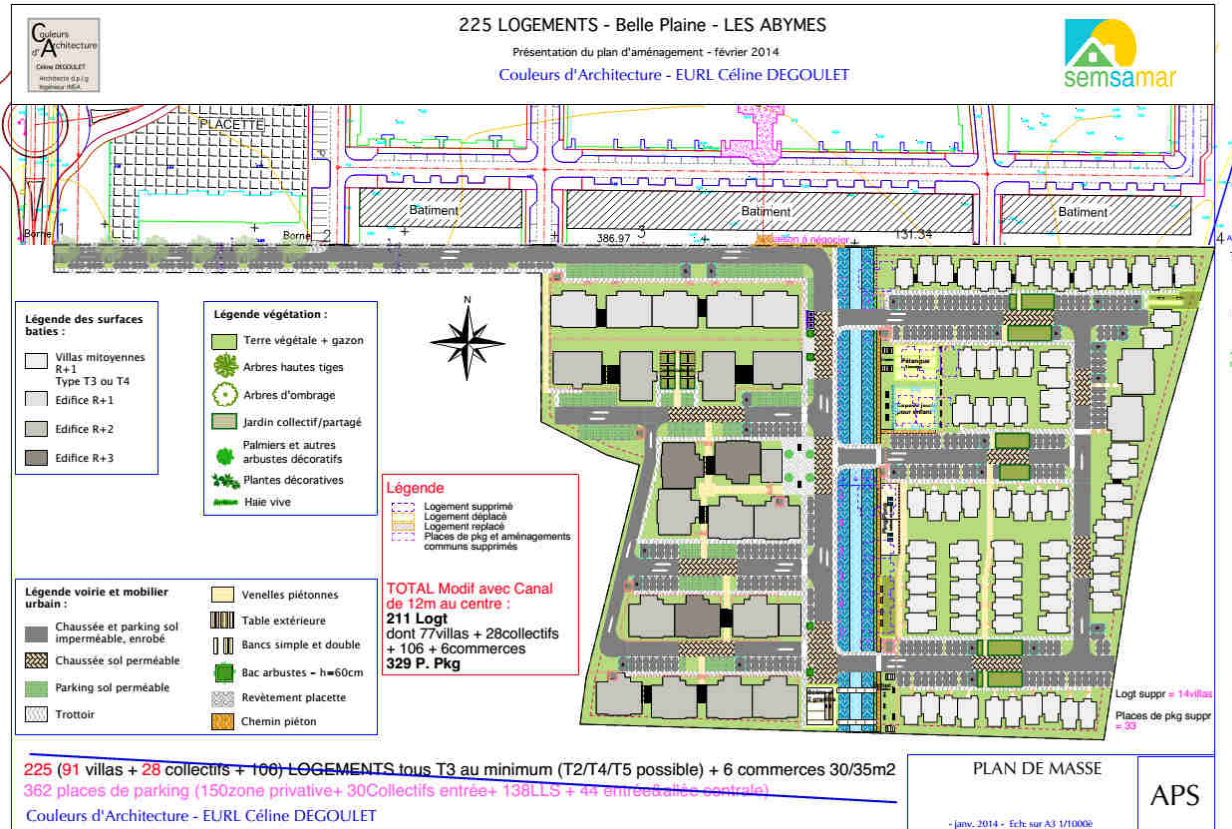 Couleurs
d'Architecture
Céline DEGOULET
Architecte d.p.l.g
Ingénieur INSA
225 LOGEMENTS - Belle Plaine - LES ABYMES
Présentation du plan d'aménagement - février 2014
Couleurs d'Architecture - EURL Céline DEGOULET
semsamar
PLACETTE
Batiment
Batiment
Batiment
Borne 1
Borne 2
386.97
3
131.34
4
à négocier
Légende des surfaces
baties :
Villas mitoyennes
R+1
Type T3 ou T4
Edifice R+1
Edifice R+2
Edifice R+3
Légende végétation :
Terre végétale + gazon
Arbres hautes tiges
Arbres d'ombrage
Jardin collectif/partagé
Palmiers et autres
arbustes décoratifs
Plantes décoratives
Haie vive
N
Pétanque
Légende
Logement supprimé
Logement déplacé
Logement replacé
Places de pkg et aménagements
communs supprimés
TOTAL Modif avec Canal
de 12m au centre :
211 Logt
dont 77villas + 28collectifs
+ 106 + 6commerces
329 P. Pkg
Légende voirie et mobilier
urbain :
Chaussée et parking sol
imperméable, enrobé
Chaussée sol perméable
Parking sol perméable
Trottoir
Venelles piétonnes
Table extérieure
Bancs simple et double
Bac arbustes - h=60cm
Revètement placette
Chemin piéton
Logt suppr = 14villas
Places de pkg suppr
= 33
225 (91 villas + 28 collectifs + 106) LOGEMENTS tous T3 au minimum (T2/T4/T5 possible) + 6 commerces 30/35m2
362 places de parking (150zone privative+ 30Collectifs entrée+ 138LLS + 44 entrée&allée centrale)
Couleurs d'Architecture - EURL Céline DEGOULET
PLAN DE MASSE
- janv. 2014 - Ech: sur A3 1/1000è
APS